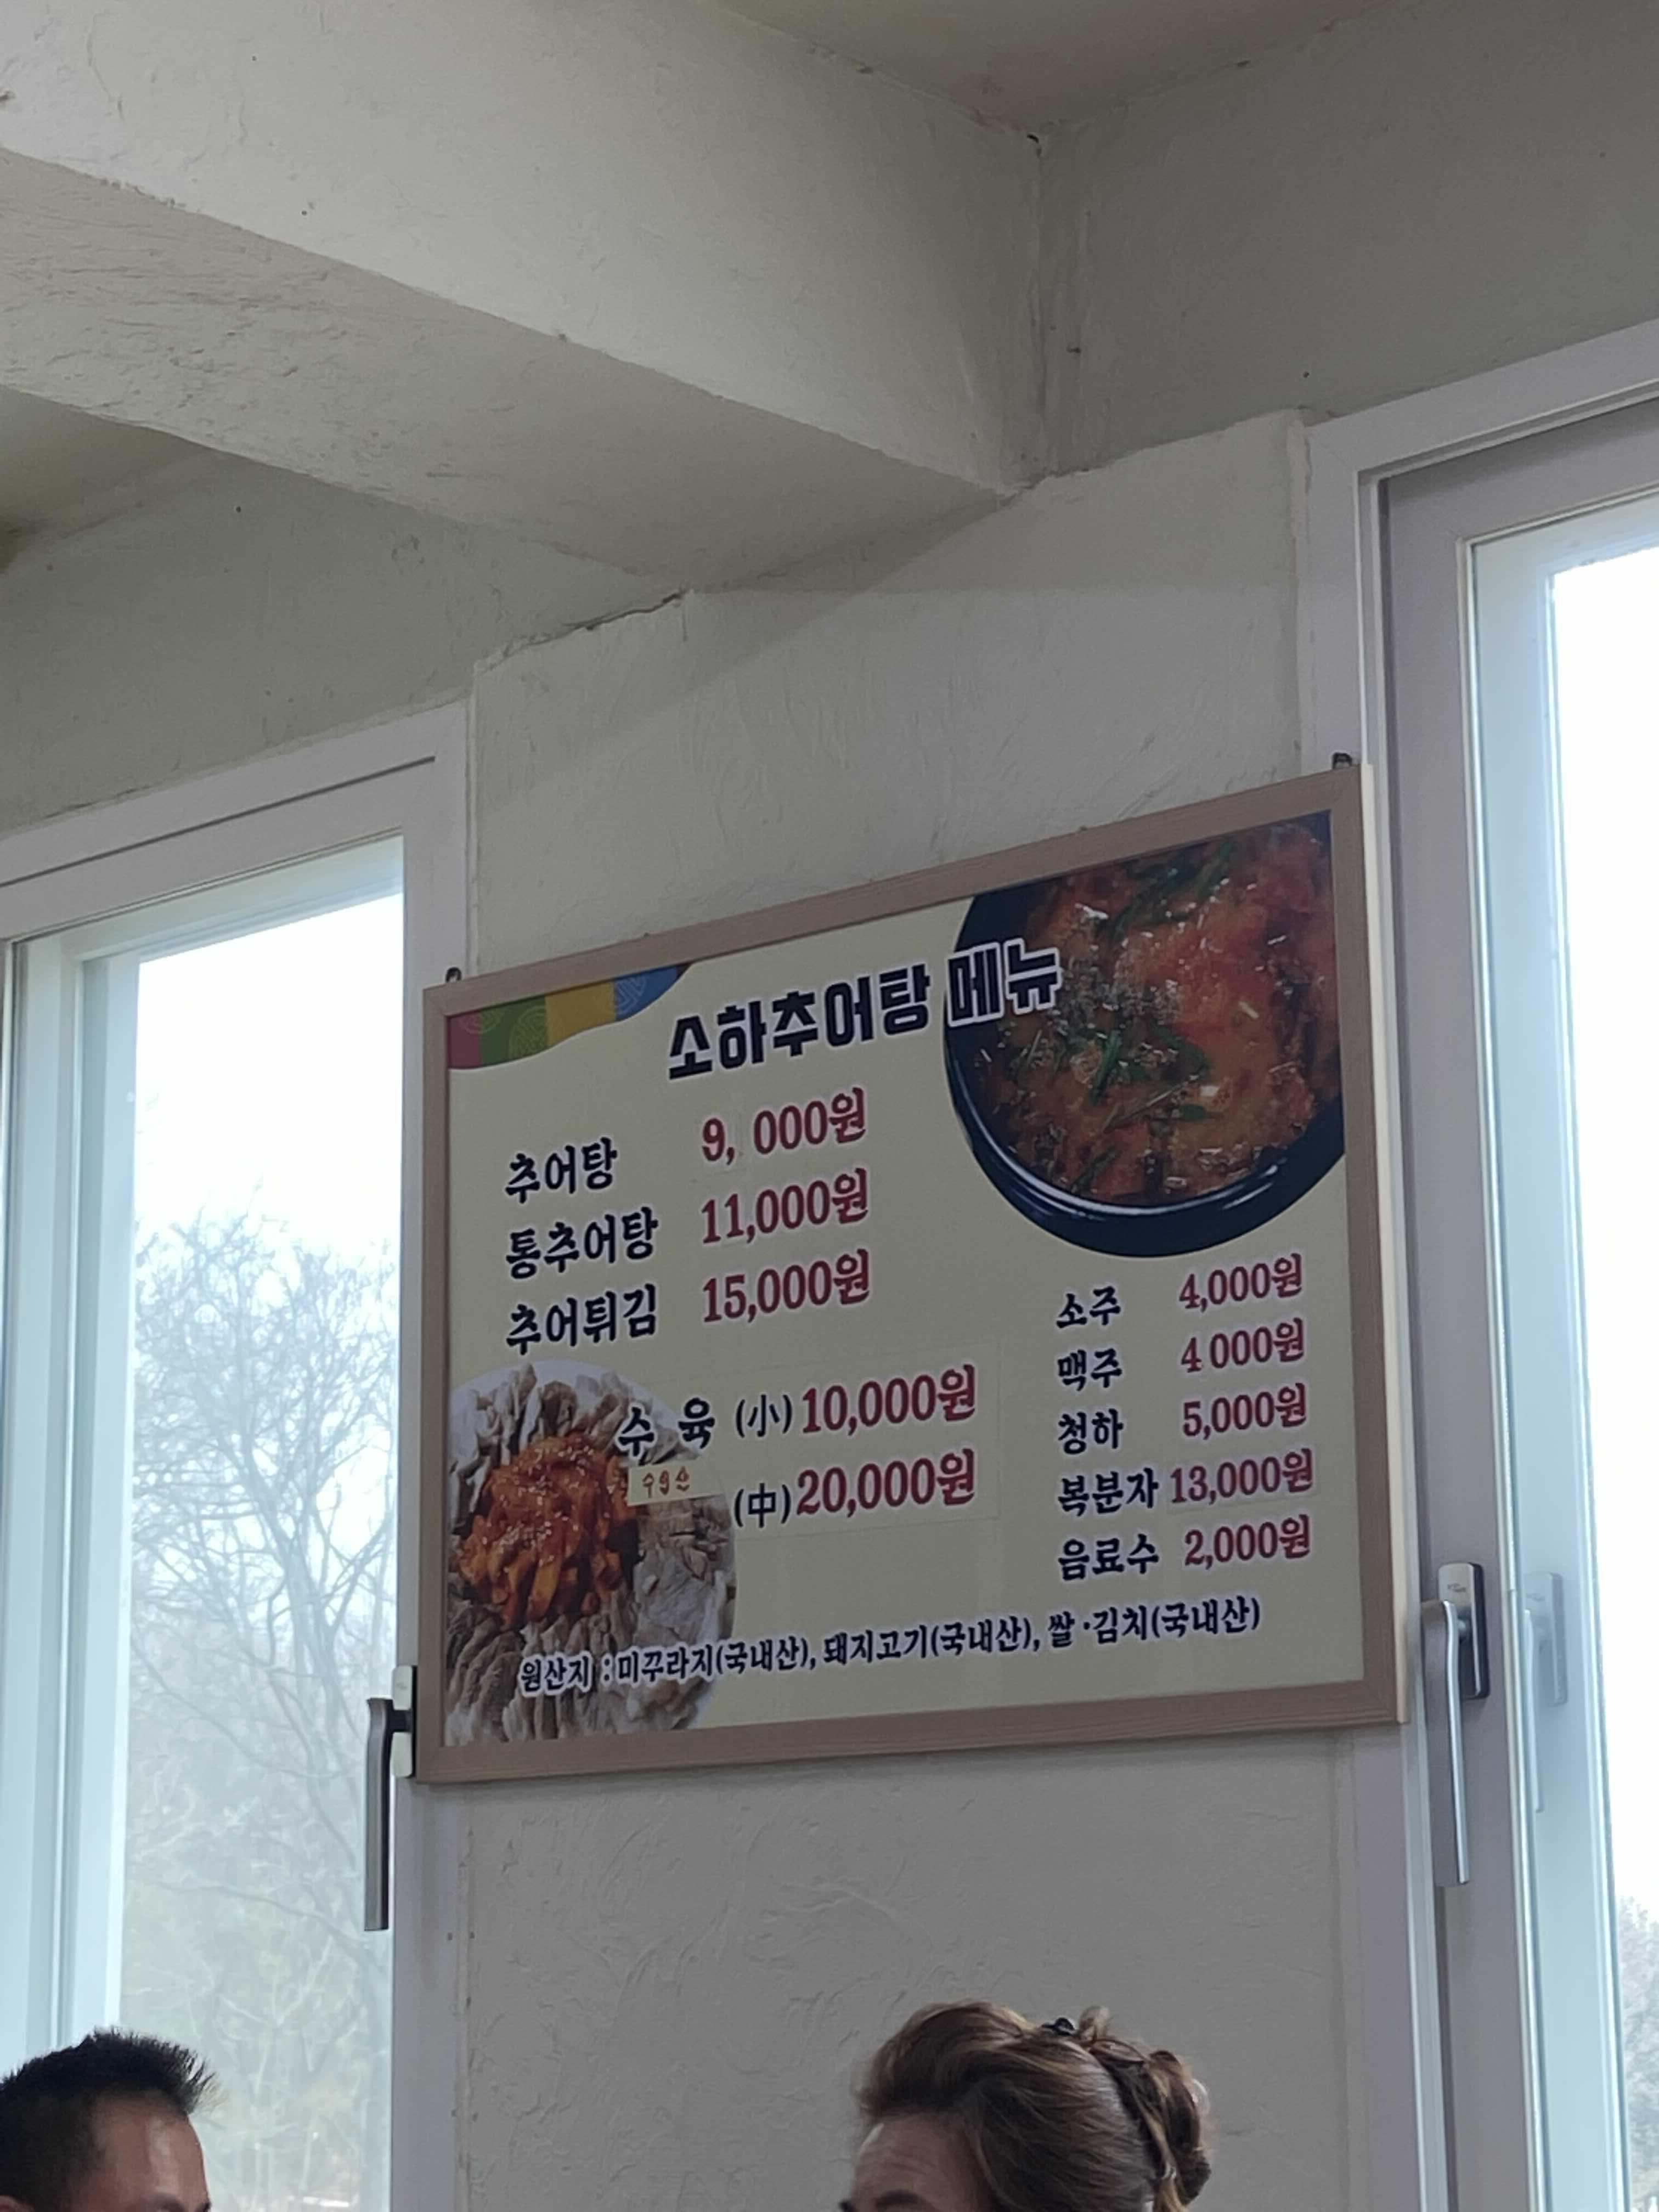 소하추어탕 메뉴
추어탕 9, 000원
통추어탕 11,000원
추어튀김 15,000원
수 육 (小) 10,000원
수입산
(中) 20,000원
소주 4,000원
맥주 4 000원
청하 5,000원
복분자 13,000원
음료수 2,000원
원산지 : 미꾸라지(국내산), 돼지고기(국내산), 쌀·김치(국내산)